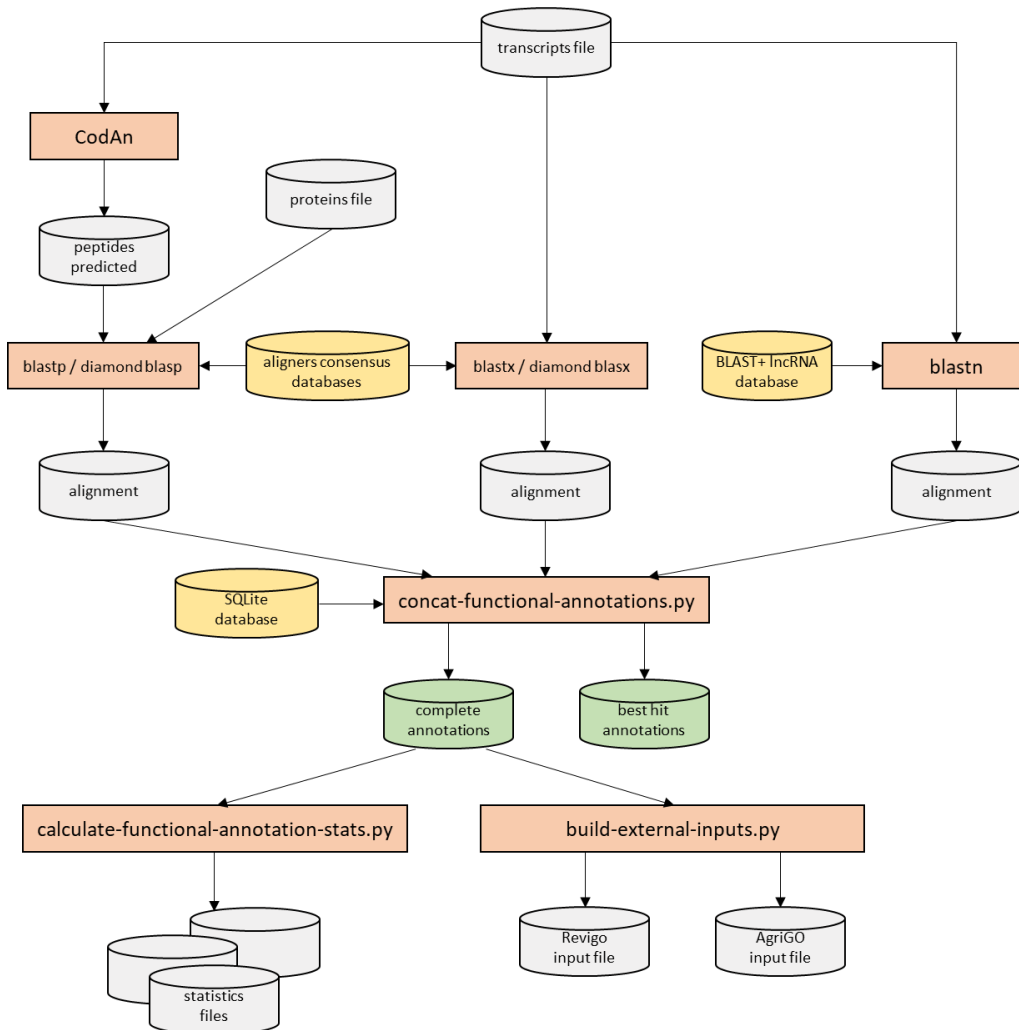 transcripts file
CodAn
proteins file
peptides
predicted
blastp / diamond blasp
aligners consensus
databases
blastx / diamond blasx
BLAST+ lncRNA
database
blastn
alignment
alignment
alignment
SQLite
database
concat-functional-annotations.py
complete
annotations
best hit
annotations
calculate-functional-annotation-stats.py
build-external-inputs.py
Revigo
input file
AgriGO
input file
statistics
files